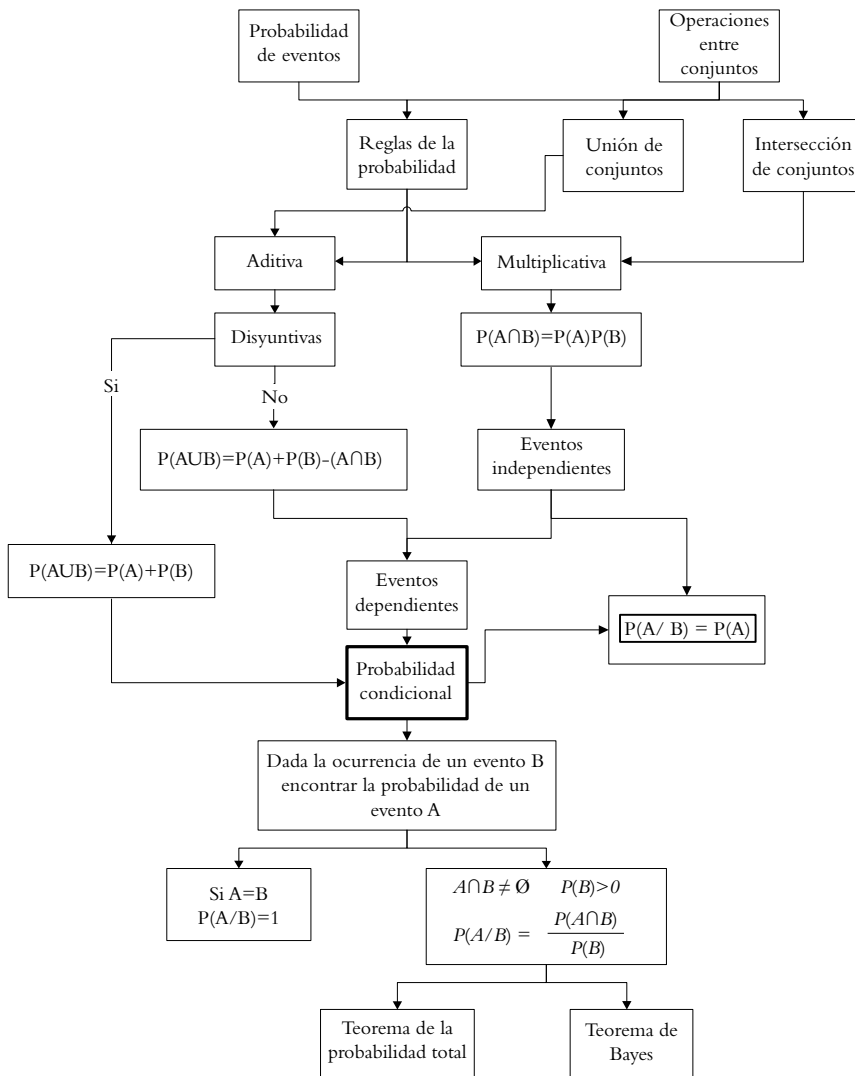 Probabilidad
de eventos
Operaciones
entre
conjuntos
Reglas de la
probabilidad
Unión de
conjuntos
Intersección
de conjuntos
Aditiva
Multiplicativa
Disyuntivas
P(A∩B)=P(A)P(B)
Si
No
P(AUB)=P(A)+P(B)-(A∩B)
Eventos
independientes
P(AUB)=P(A)+P(B)
Eventos
dependientes
P(A/ B) = P(A)
Probabilidad
condicional
Dada la ocurrencia de un evento B
encontrar la probabilidad de un
evento A
Si A=B
P(A/B)=1
A∩B ≠ Ø P(B)>0
P(A/B) = P(A∩B)
P(B)
Teorema de la
probabilidad total
Teorema de
Bayes